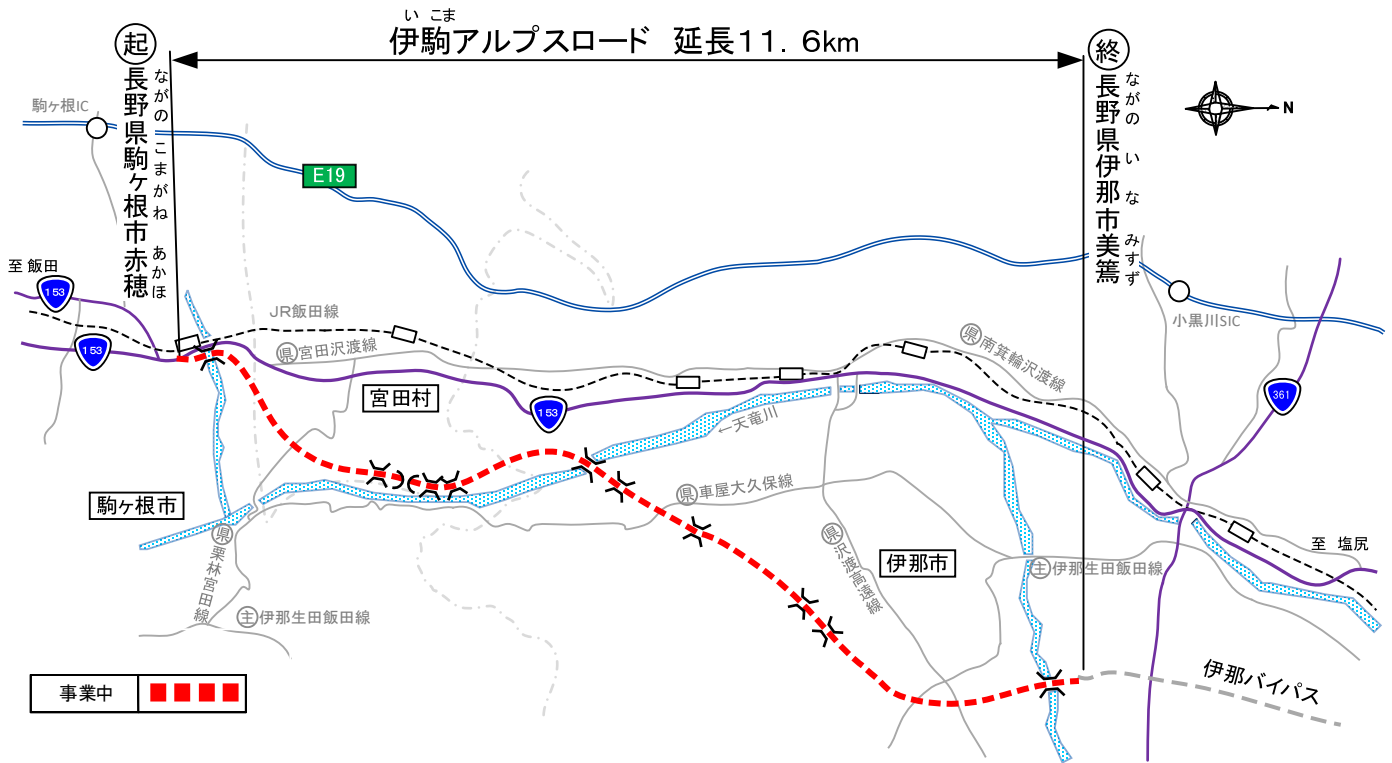 い こま
伊駒アルプスロード 延長11．6km
起
長野県駒ヶ根市赤穂
ながの こまがね あかほ
終
長野県伊那市美篶
ながの いな みすず
駒ヶ根IC
N
E19
至 飯田
153
153
JR飯田線
県宮田沢渡線
宮田村
153
←天竜川
県南箕輪沢渡線
小黒川SIC
361
駒ヶ根市
県車屋大久保線
県栗林宮田線
県沢渡高遠線
伊那市
主伊那生田飯田線
至 塩尻
主伊那生田飯田線
伊那バイパス
事業中